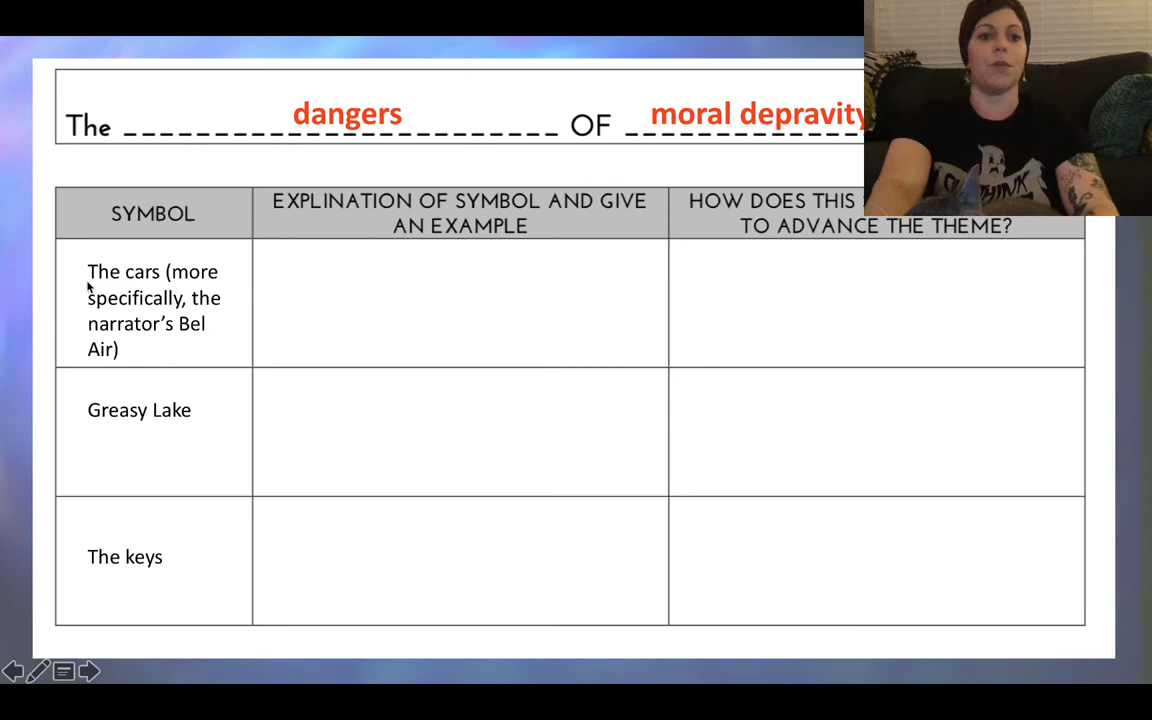 The dangers OF moral depravity
SYMBOL
EXPLINATION OF SYMBOL AND GIVE
AN EXAMPLE
HOW DOES THIS
TO ADVANCE THE THEME?
The cars (more
specifically, the
narrator's Bel
Air)
Greasy Lake
The keys
THINK